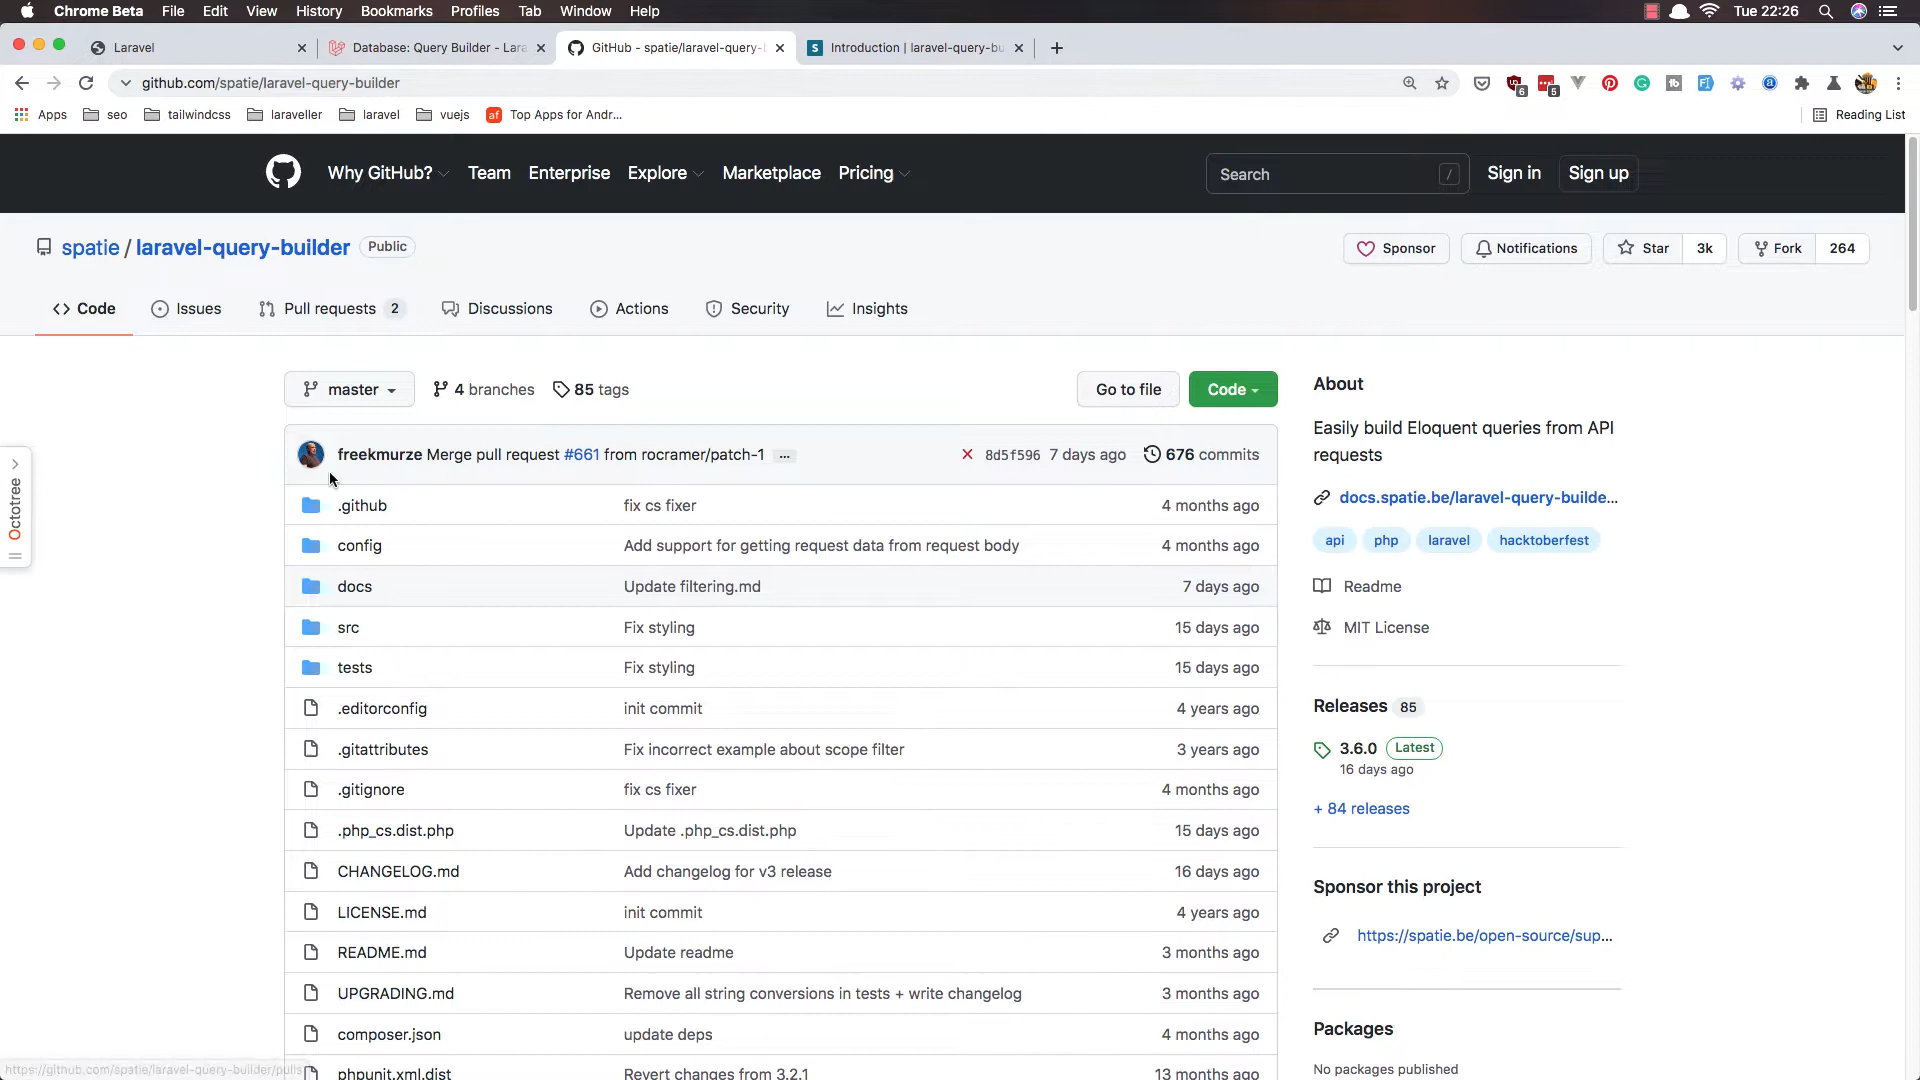 Chrome Beta File Edit View History Bookmarks Profiles Tab Window Help Tue 22:26
Laravel Database: Query Builder - Lara GitHub - spatie/laravel-query- Introduction | laravel-query-bu
github.com/spatie/laravel-query-builder 6 5
Apps seo tailwindcss laraveller laravel vuejs af Top Apps for Andr... Reading List
Why GitHub? Team Enterprise Explore Marketplace Pricing Search / Sign in Sign up
spatie / laravel-query-builder Public Sponsor Notifications Star 3k Fork 264
Code Issues Pull requests 2 Discussions Actions Security Insights
master 4 branches 85 tags Go to file Code
freekmurze Merge pull request #661 from rocramer/patch-1 ... 8d5f596 7 days ago 676 commits
.github fix cs fixer 4 months ago
config Add support for getting request data from request body 4 months ago
docs Update filtering.md 7 days ago
src Fix styling 15 days ago
tests Fix styling 15 days ago
.editorconfig init commit 4 years ago
.gitattributes Fix incorrect example about scope filter 3 years ago
.gitignore fix cs fixer 4 months ago
.php_cs.dist.php Update .php_cs.dist.php 15 days ago
CHANGELOG.md Add changelog for v3 release 16 days ago
LICENSE.md init commit 4 years ago
README.md Update readme 3 months ago
UPGRADING.md Remove all string conversions in tests + write changelog 3 months ago
composer.json update deps 4 months ago
phpunit.xml.dist Revert changes from 3.2.1 13 months ago
About
Easily build Eloquent queries from API
requests
docs.spatie.be/laravel-query-builde...
api php laravel hacktoberfest
Readme
MIT License
Releases 85
3.6.0 Latest
16 days ago
+ 84 releases
Sponsor this project
https://spatie.be/open-source/sup...
Packages
No packages published
Octotree
https://github.com/spatie/laravel-query-builder/pulls